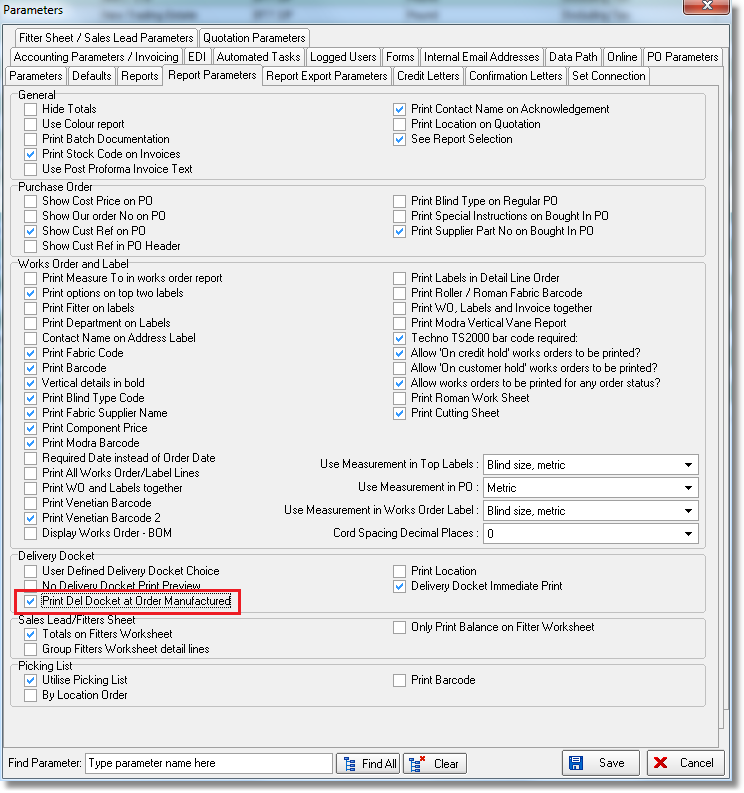 Parameters
Fitter Sheet / Sales Lead Parameters Quotation Parameters
Accounting Parameters / Invoicing EDI Automated Tasks Logged Users Forms Internal Email Addresses Data Path Online PO Parameters
Parameters Defaults Reports Report Parameters Report Export Parameters Credit Letters Confirmation Letters Set Connection
General
Hide Totals
Use Colour report
Print Batch Documentation
Print Stock Code on Invoices
Use Post Proforma Invoice Text
Print Contact Name on Acknowledgement
Print Location on Quotation
See Report Selection
Purchase Order
Show Cost Price on PO
Show Our order No on PO
Show Cust Ref on PO
Show Cust Ref in PO Header
Print Blind Type on Regular PO
Print Special Instructions on Bought In PO
Print Supplier Part No on Bought In PO
Works Order and Label
Print Measure To in works order report
Print options on top two labels
Print Fitter on labels
Print Department on Labels
Contact Name on Address Label
Print Fabric Code
Print Barcode
Vertical details in bold
Print Blind Type Code
Print Fabric Supplier Name
Print Component Price
Print Modra Barcode
Required Date instead of Order Date
Print All Works Order/Label Lines
Print WO and Labels together
Print Venetian Barcode
Print Venetian Barcode 2
Display Works Order - BOM
Print Labels in Detail Line Order
Print Roller / Roman Fabric Barcode
Print WO, Labels and Invoice together
Print Modra Vertical Vane Report
Techno TS2000 bar code required:
Allow 'On credit hold' works orders to be printed?
Allow 'On customer hold' works orders to be printed?
Allow works orders to be printed for any order status?
Print Roman Work Sheet
Print Cutting Sheet
Use Measurement in Top Labels : Blind size, metric
Use Measurement in PO : Metric
Use Measurement in Works Order Label : Blind size, metric
Cord Spacing Decimal Places : 0
Delivery Docket
User Defined Delivery Docket Choice
No Delivery Docket Print Preview
Print Del Docket at Order Manufactured
Print Location
Delivery Docket Immediate Print
Sales Lead/Fitters Sheet
Totals on Fitters Worksheet
Group Fitters Worksheet detail lines
Only Print Balance on Fitter Worksheet
Picking List
Utilise Picking List
By Location Order
Print Barcode
Find Parameter: Type parameter name here Find All Clear Save Cancel